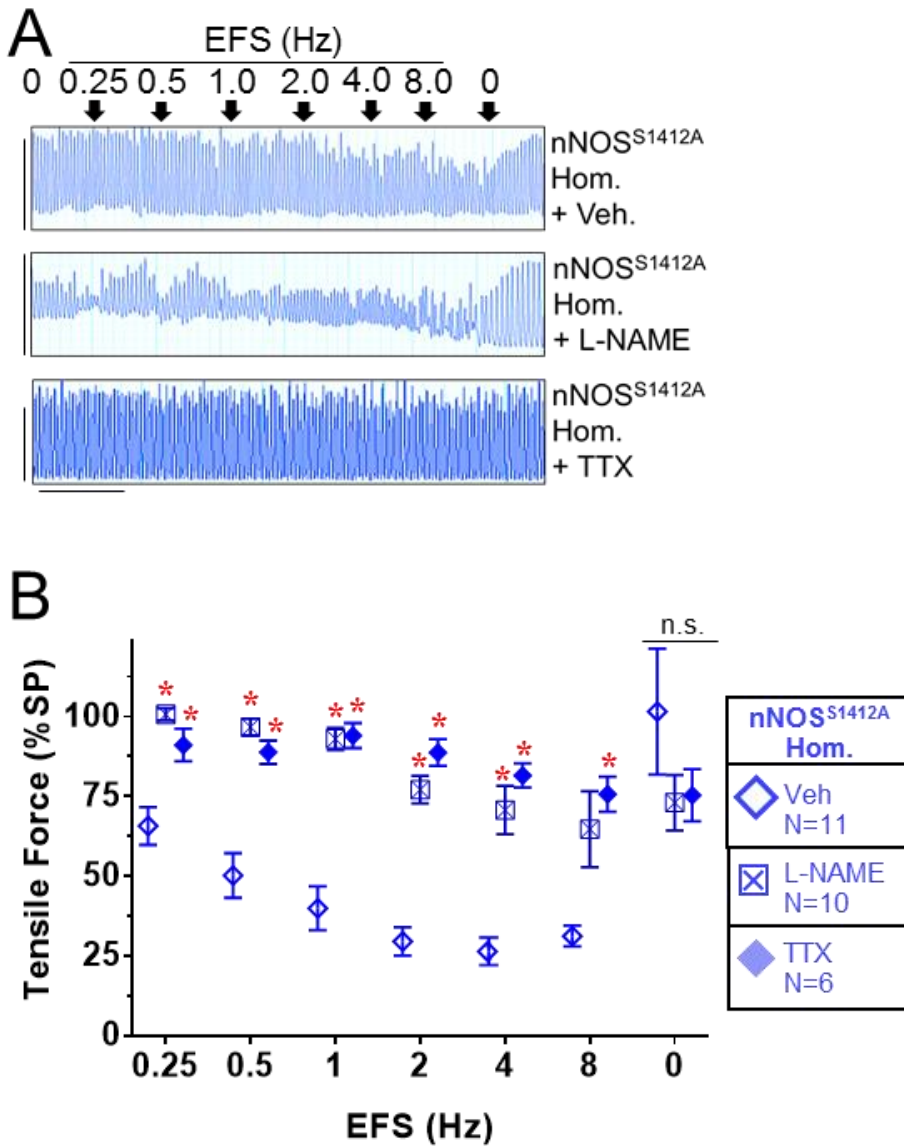 A
EFS (Hz)
0 0.25 0.5 1.0 2.0 4.0 8.0 0
nNOS^S1412A
Hom.
+ Veh.
nNOS^S1412A
Hom.
+ L-NAME
nNOS^S1412A
Hom.
+ TTX
B
n.s.
Tensile Force (%SP)
100
75
50
25
0
* * * * * * * * * * *
0.25 0.5 1 2 4 8 0
EFS (Hz)
nNOS^S1412A
Hom.
Veh
N=11
L-NAME
N=10
TTX
N=6